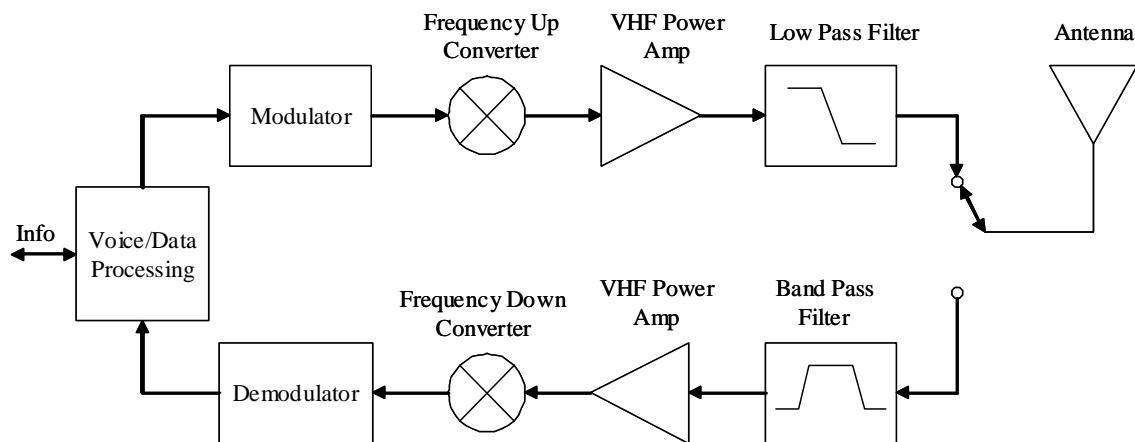 Frequency Up
Converter
VHF Power
Amp
Low Pass Filter
Antenna
Modulator
Info
Voice/Data
Processing
Frequency Down
Converter
VHF Power
Amp
Band Pass
Filter
Demodulator